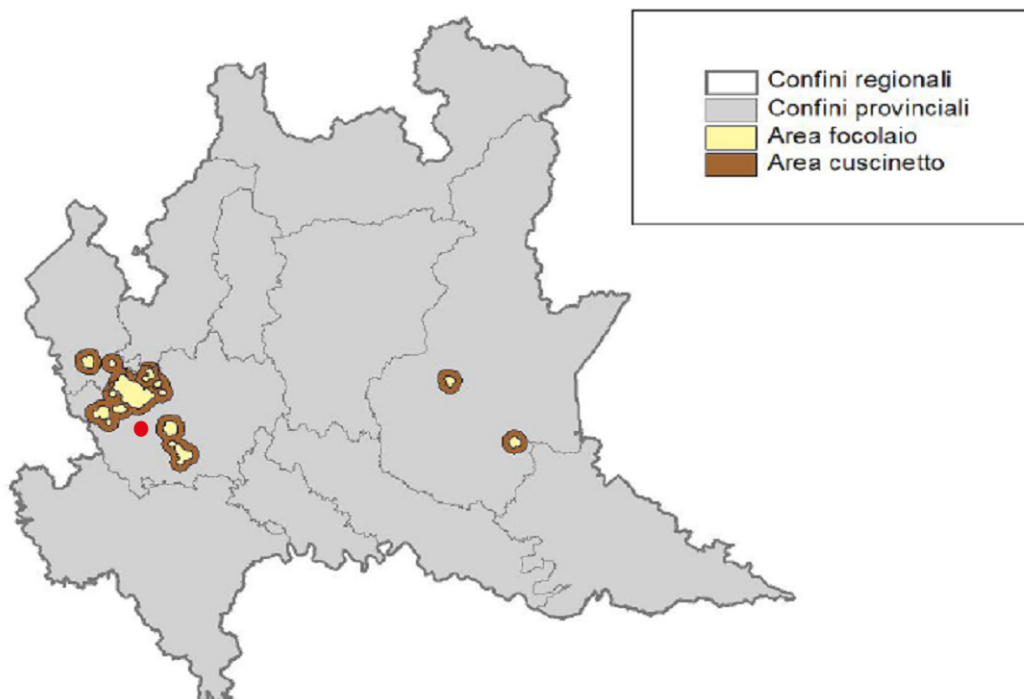 Confini regionali
Confini provinciali
Area focolaio
Area cuscinetto